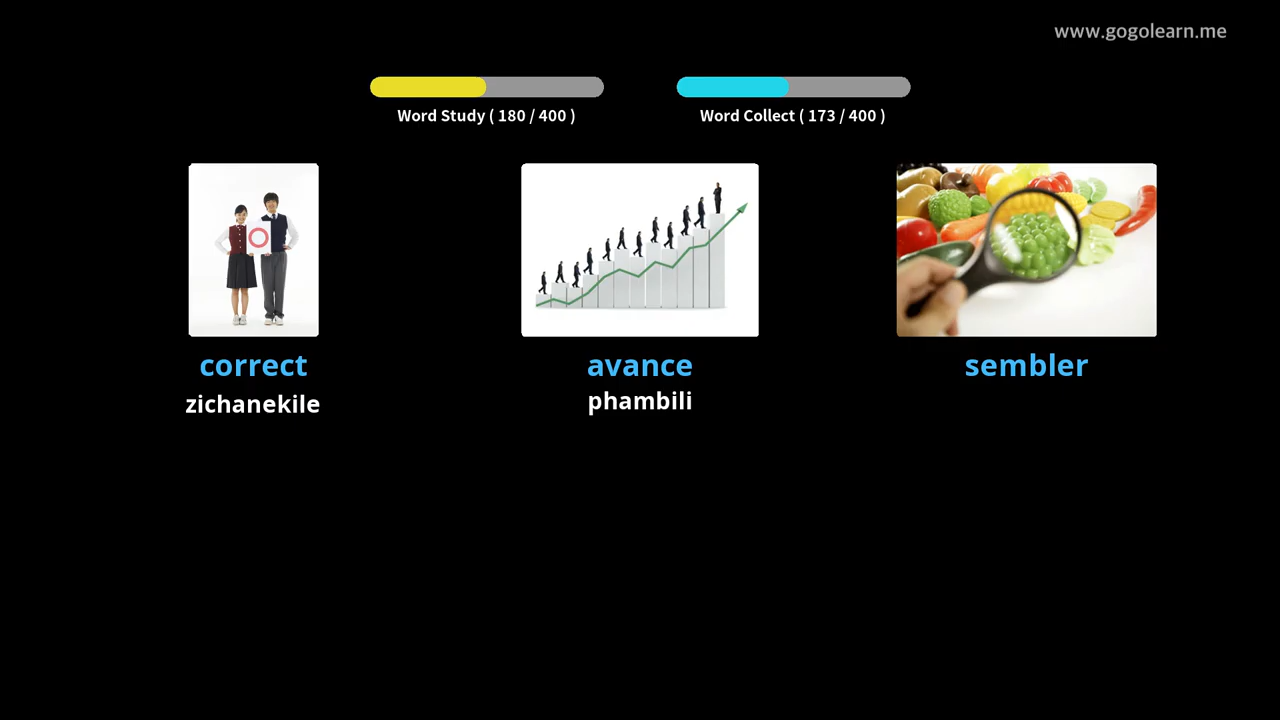 www.gogolearn.me
Word Study ( 180 / 400 )
Word Collect ( 173 / 400 )
correct
avance
sembler
zichanekile
phambili